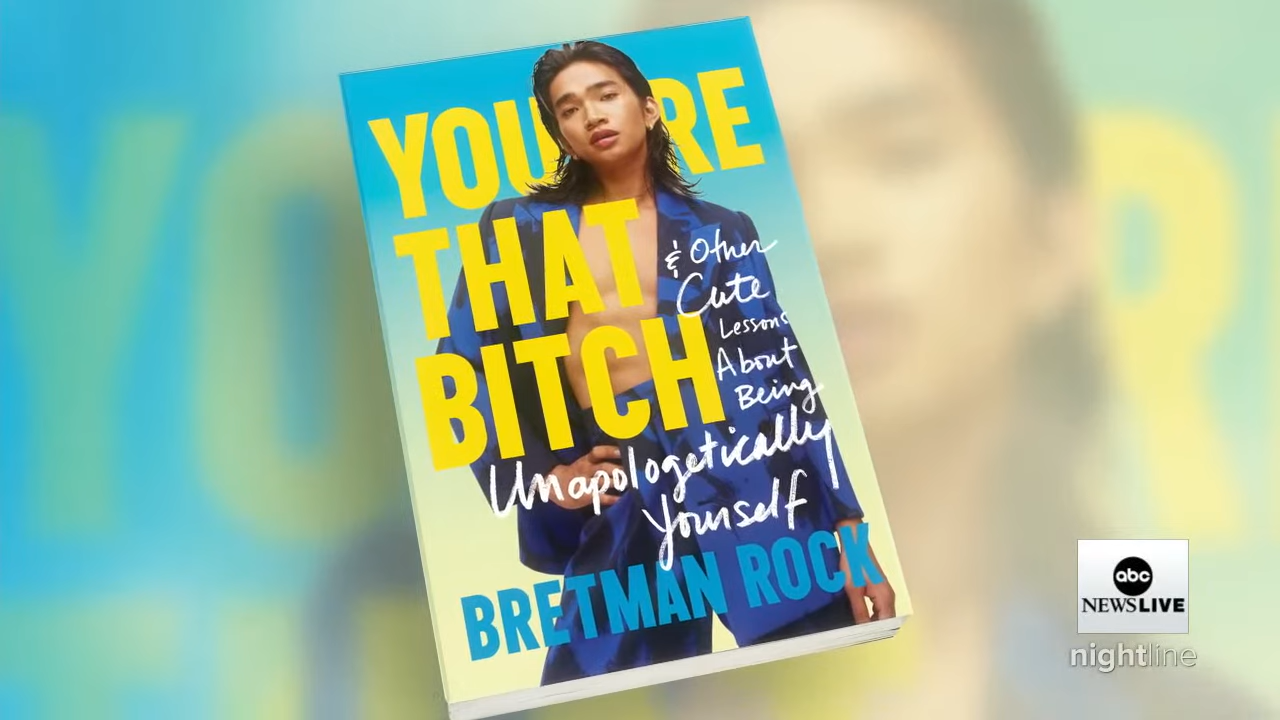 YOU'RE
THAT
BITCH
& Other
Cute
Lessons
About
Being
Unapologetically
Yourself
BRETMAN ROCK
abc
NEWSLIVE
nightline